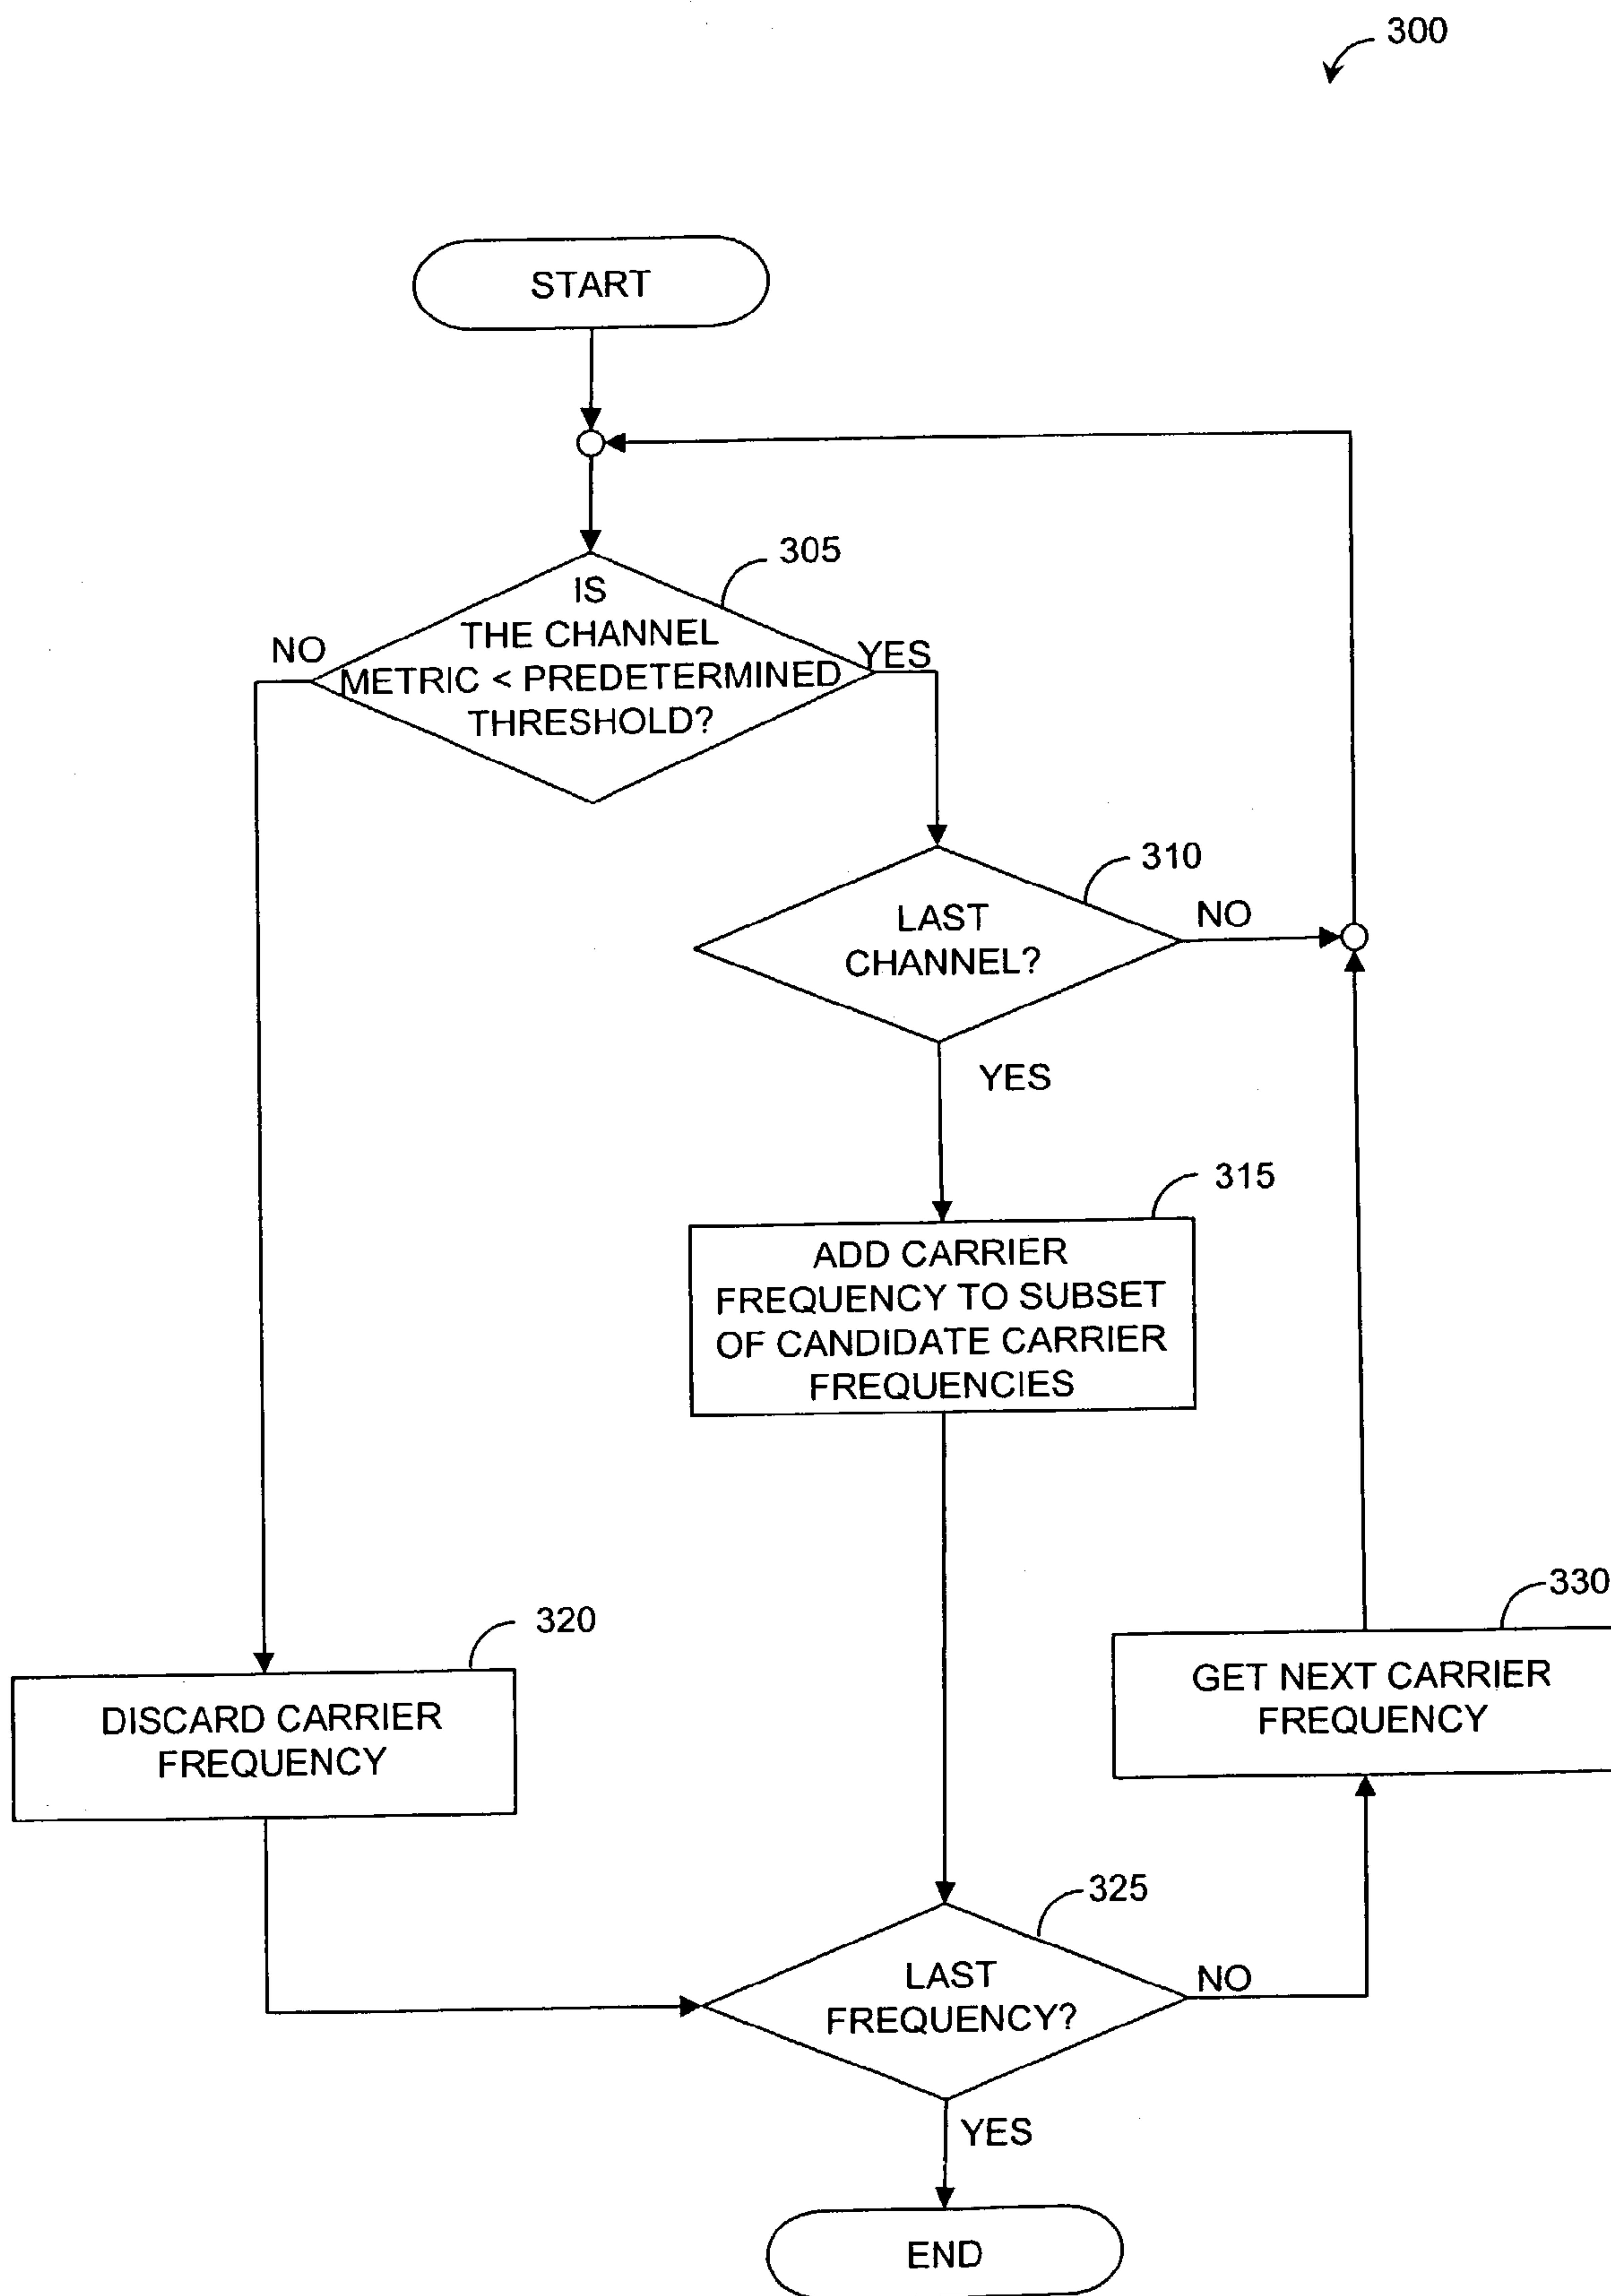 300
START
305
IS
THE CHANNEL
METRIC < PREDETERMINED
THRESHOLD?
NO
YES
310
LAST
CHANNEL?
NO
YES
315
ADD CARRIER
FREQUENCY TO SUBSET
OF CANDIDATE CARRIER
FREQUENCIES
320
DISCARD CARRIER
FREQUENCY
330
GET NEXT CARRIER
FREQUENCY
325
LAST
FREQUENCY?
NO
YES
END